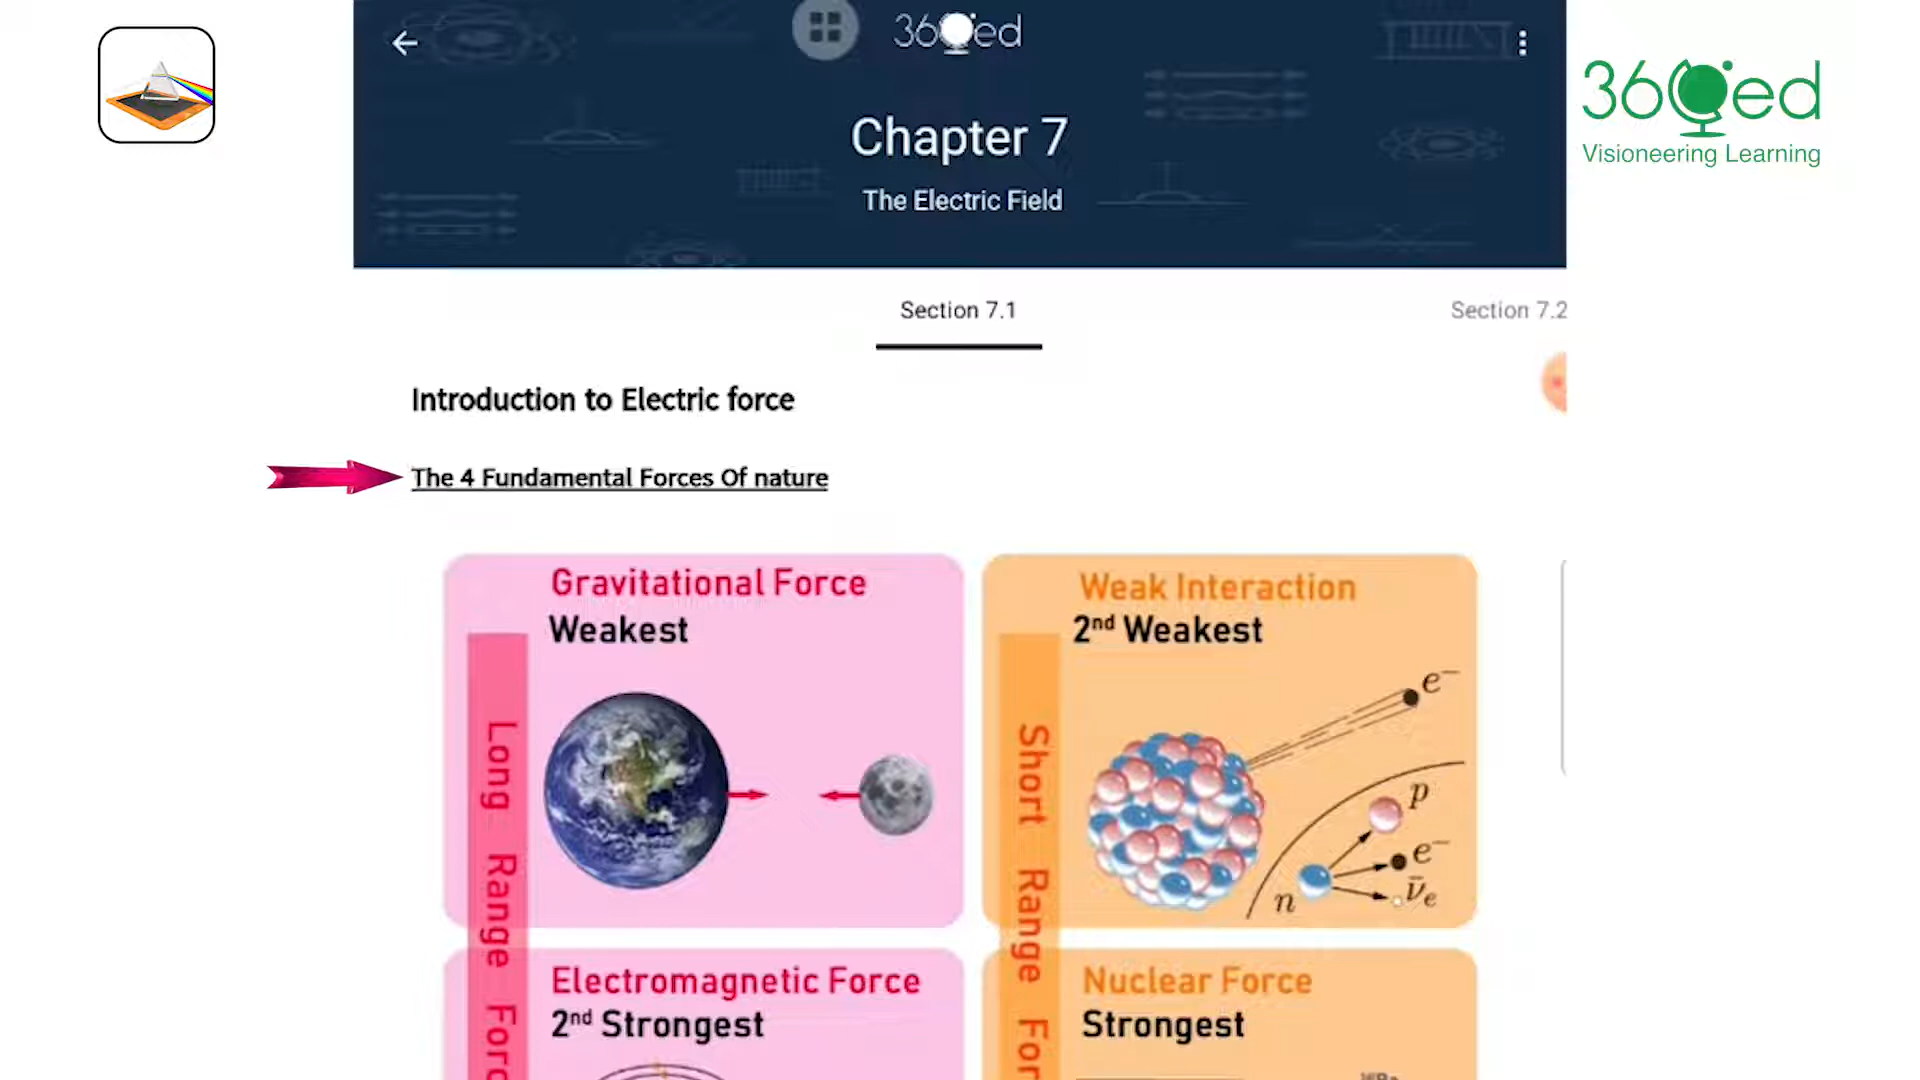 360ed
360ed
Visioneering Learning
Chapter 7
The Electric Field
Section 7.1
Section 7.2
Introduction to Electric force
The 4 Fundamental Forces Of nature
Gravitational Force
Weakest
Long Range Forc
Weak Interaction
2nd Weakest
Short Range For
e⁻
p
e⁻
n
ν̄e
Electromagnetic Force
2nd Strongest
Nuclear Force
Strongest